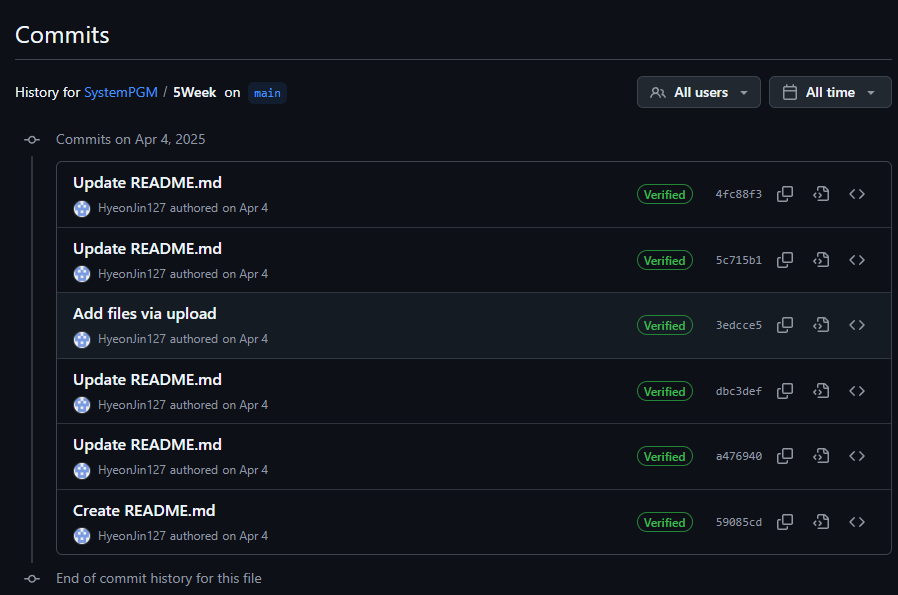 Commits
History for SystemPGM / 5Week on main
All users
All time
Commits on Apr 4, 2025
Update README.md
Verified
4fc88f3
HyeonJin127 authored on Apr 4
Update README.md
Verified
5c715b1
HyeonJin127 authored on Apr 4
Add files via upload
Verified
3edcce5
HyeonJin127 authored on Apr 4
Update README.md
Verified
dbc3def
HyeonJin127 authored on Apr 4
Update README.md
Verified
a476940
HyeonJin127 authored on Apr 4
Create README.md
Verified
59085cd
HyeonJin127 authored on Apr 4
End of commit history for this file